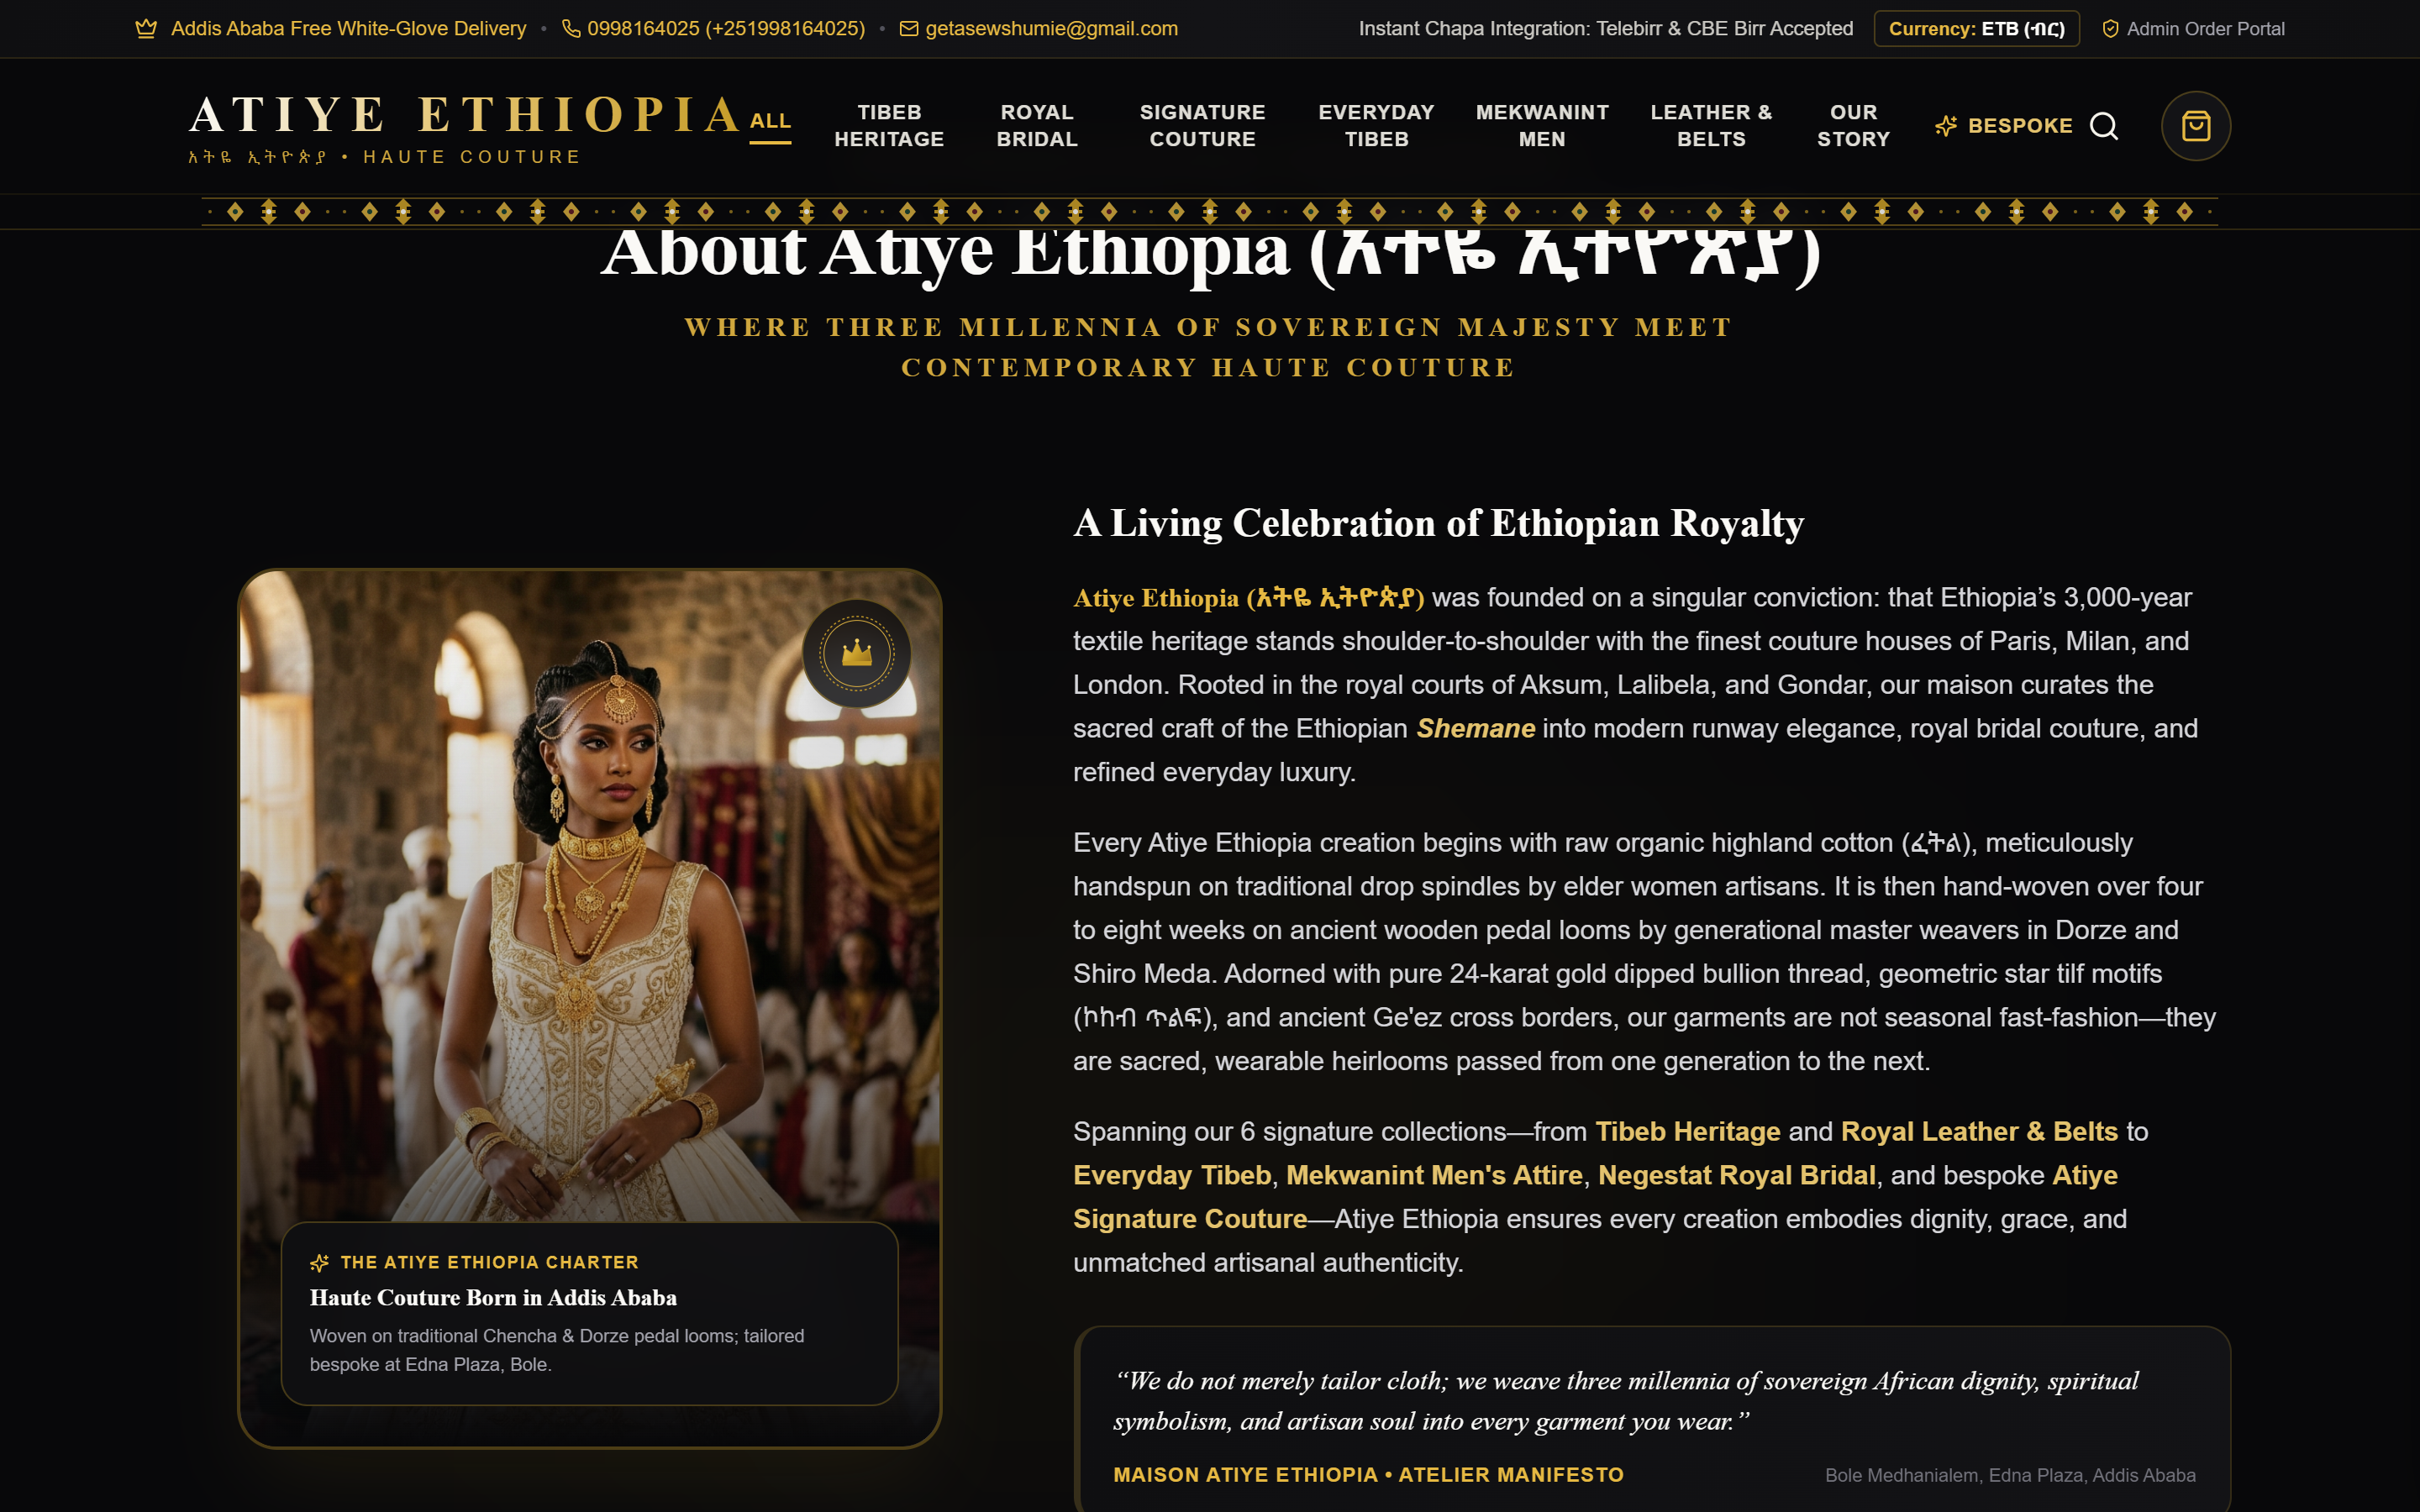 Addis Ababa Free White-Glove Delivery • 0998164025 (+251998164025) • getasewshumie@gmail.com
Instant Chapa Integration: Telebirr & CBE Birr Accepted
Currency: ETB (ብር)
Admin Order Portal
ATIYE ETHIOPIA
አትዬ ኢትዮጵያ • HAUTE COUTURE
ALL
TIBEB
HERITAGE
ROYAL
BRIDAL
SIGNATURE
COUTURE
EVERYDAY
TIBEB
MEKWANINT
MEN
LEATHER &
BELTS
OUR
STORY
BESPOKE
About Atiye Ethiopia (አትዬ ኢትዮጵያ)
WHERE THREE MILLENNIA OF SOVEREIGN MAJESTY MEET
CONTEMPORARY HAUTE COUTURE
THE ATIYE ETHIOPIA CHARTER
Haute Couture Born in Addis Ababa
Woven on traditional Chencha & Dorze pedal looms; tailored
bespoke at Edna Plaza, Bole.
A Living Celebration of Ethiopian Royalty
Atiye Ethiopia (አትዬ ኢትዮጵያ) was founded on a singular conviction: that Ethiopia’s 3,000-year
textile heritage stands shoulder-to-shoulder with the finest couture houses of Paris, Milan, and
London. Rooted in the royal courts of Aksum, Lalibela, and Gondar, our maison curates the
sacred craft of the Ethiopian Shemane into modern runway elegance, royal bridal couture, and
refined everyday luxury.
Every Atiye Ethiopia creation begins with raw organic highland cotton (ፈትል), meticulously
handspun on traditional drop spindles by elder women artisans. It is then hand-woven over four
to eight weeks on ancient wooden pedal looms by generational master weavers in Dorze and
Shiro Meda. Adorned with pure 24-karat gold dipped bullion thread, geometric star tilf motifs
(ኮከብ ጥልፍ), and ancient Ge'ez cross borders, our garments are not seasonal fast-fashion—they
are sacred, wearable heirlooms passed from one generation to the next.
Spanning our 6 signature collections—from Tibeb Heritage and Royal Leather & Belts to
Everyday Tibeb, Mekwanint Men's Attire, Negestat Royal Bridal, and bespoke Atiye
Signature Couture—Atiye Ethiopia ensures every creation embodies dignity, grace, and
unmatched artisanal authenticity.
“We do not merely tailor cloth; we weave three millennia of sovereign African dignity, spiritual
symbolism, and artisan soul into every garment you wear.”
MAISON ATIYE ETHIOPIA • ATELIER MANIFESTO
Bole Medhanialem, Edna Plaza, Addis Ababa